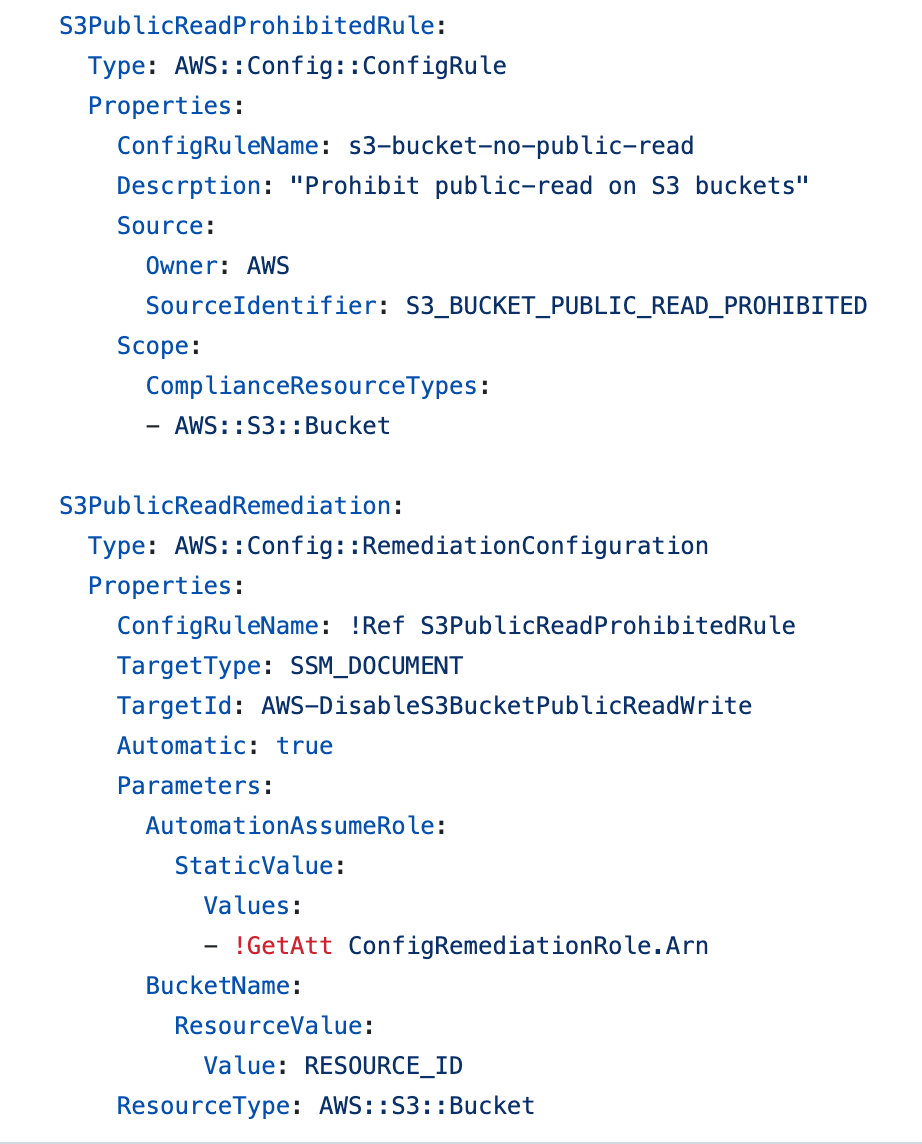 S3PublicReadProhibitedRule:
Type: AWS::Config::ConfigRule
Properties:
ConfigRuleName: s3-bucket-no-public-read
Descrption: "Prohibit public-read on S3 buckets"
Source:
Owner: AWS
SourceIdentifier: S3_BUCKET_PUBLIC_READ_PROHIBITED
Scope:
ComplianceResourceTypes:
- AWS::S3::Bucket
S3PublicReadRemediation:
Type: AWS::Config::RemediationConfiguration
Properties:
ConfigRuleName: !Ref S3PublicReadProhibitedRule
TargetType: SSM_DOCUMENT
TargetId: AWS-DisableS3BucketPublicReadWrite
Automatic: true
Parameters:
AutomationAssumeRole:
StaticValue:
Values:
- !GetAtt ConfigRemediationRole.Arn
BucketName:
ResourceValue:
Value: RESOURCE_ID
ResourceType: AWS::S3::Bucket